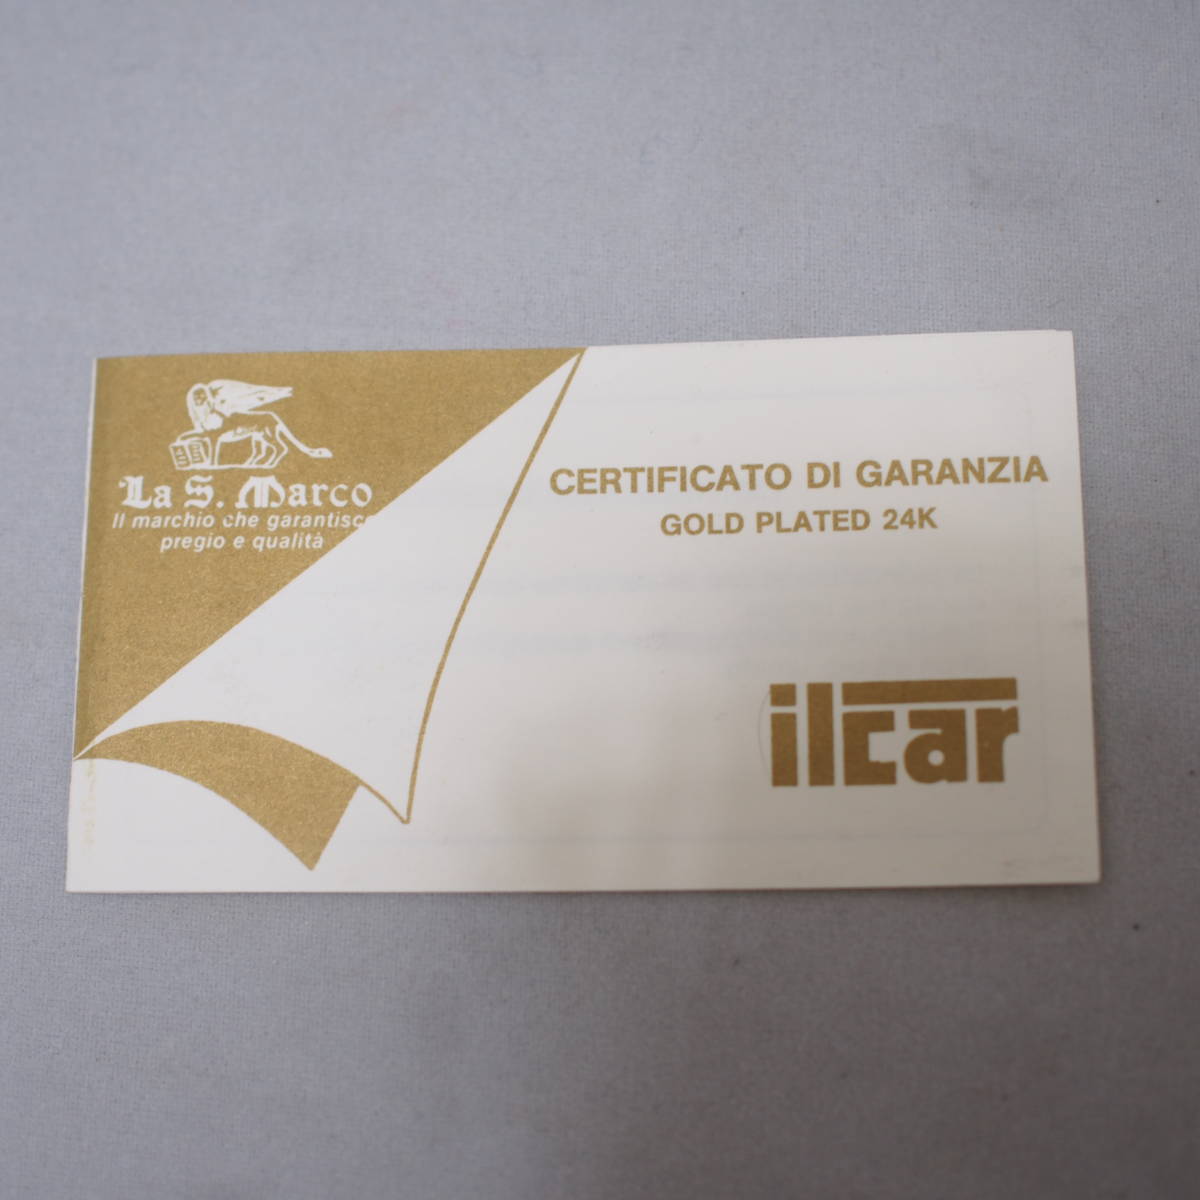 La S. Marco
Il marchio che garantisce
pregio e qualità
CERTIFICATO DI GARANZIA
GOLD PLATED 24K
ilcar